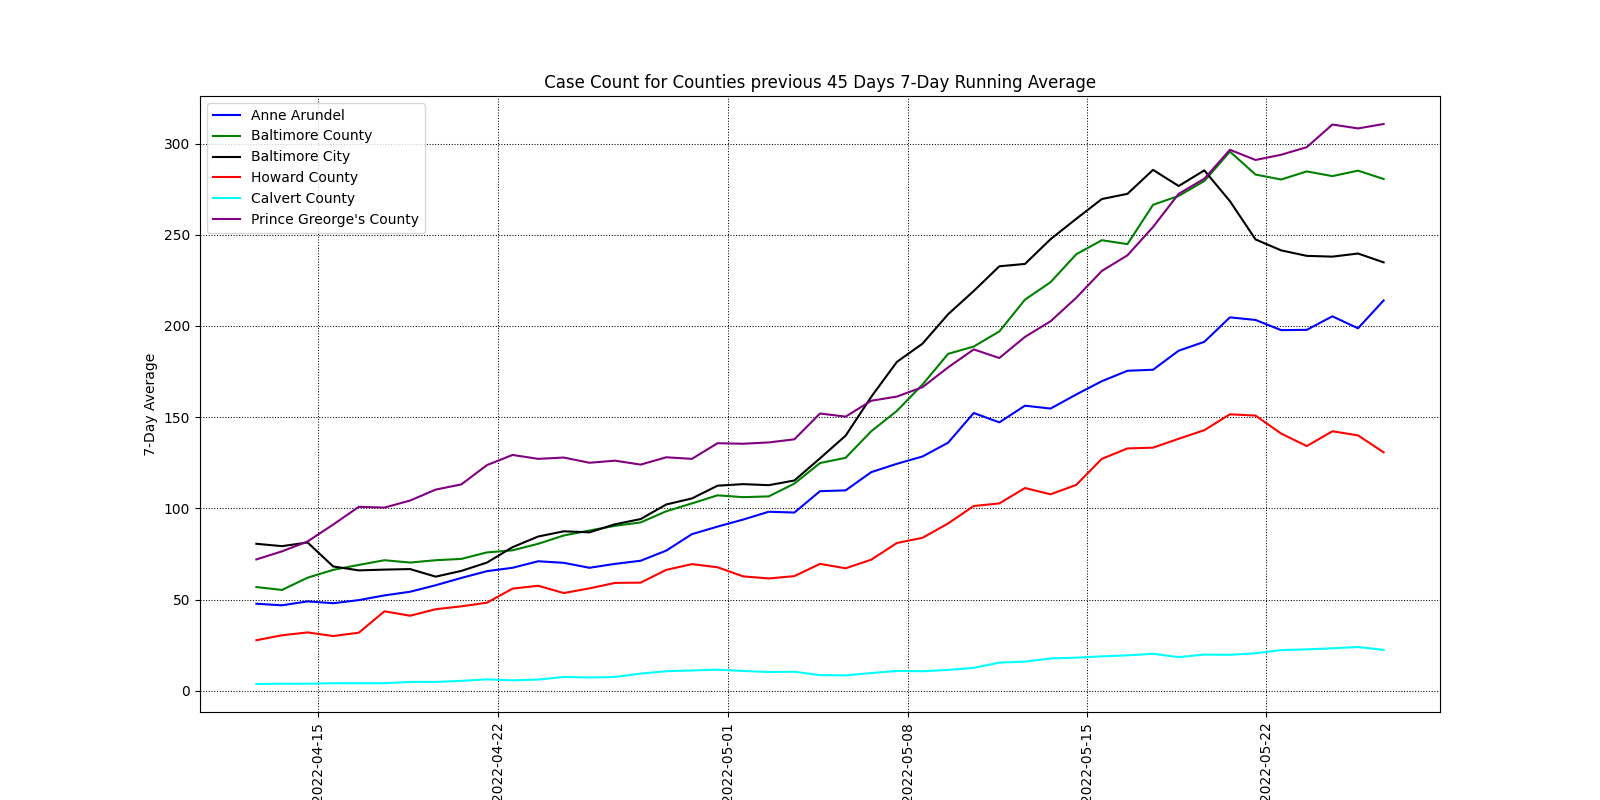 Case Count for Counties previous 45 Days 7-Day Running Average
Anne Arundel
Baltimore County
Baltimore City
Howard County
Calvert County
Prince Greorge's County
7-Day Average
300
250
200
150
100
50
0
2022-04-15
2022-04-22
2022-05-01
2022-05-08
2022-05-15
2022-05-22